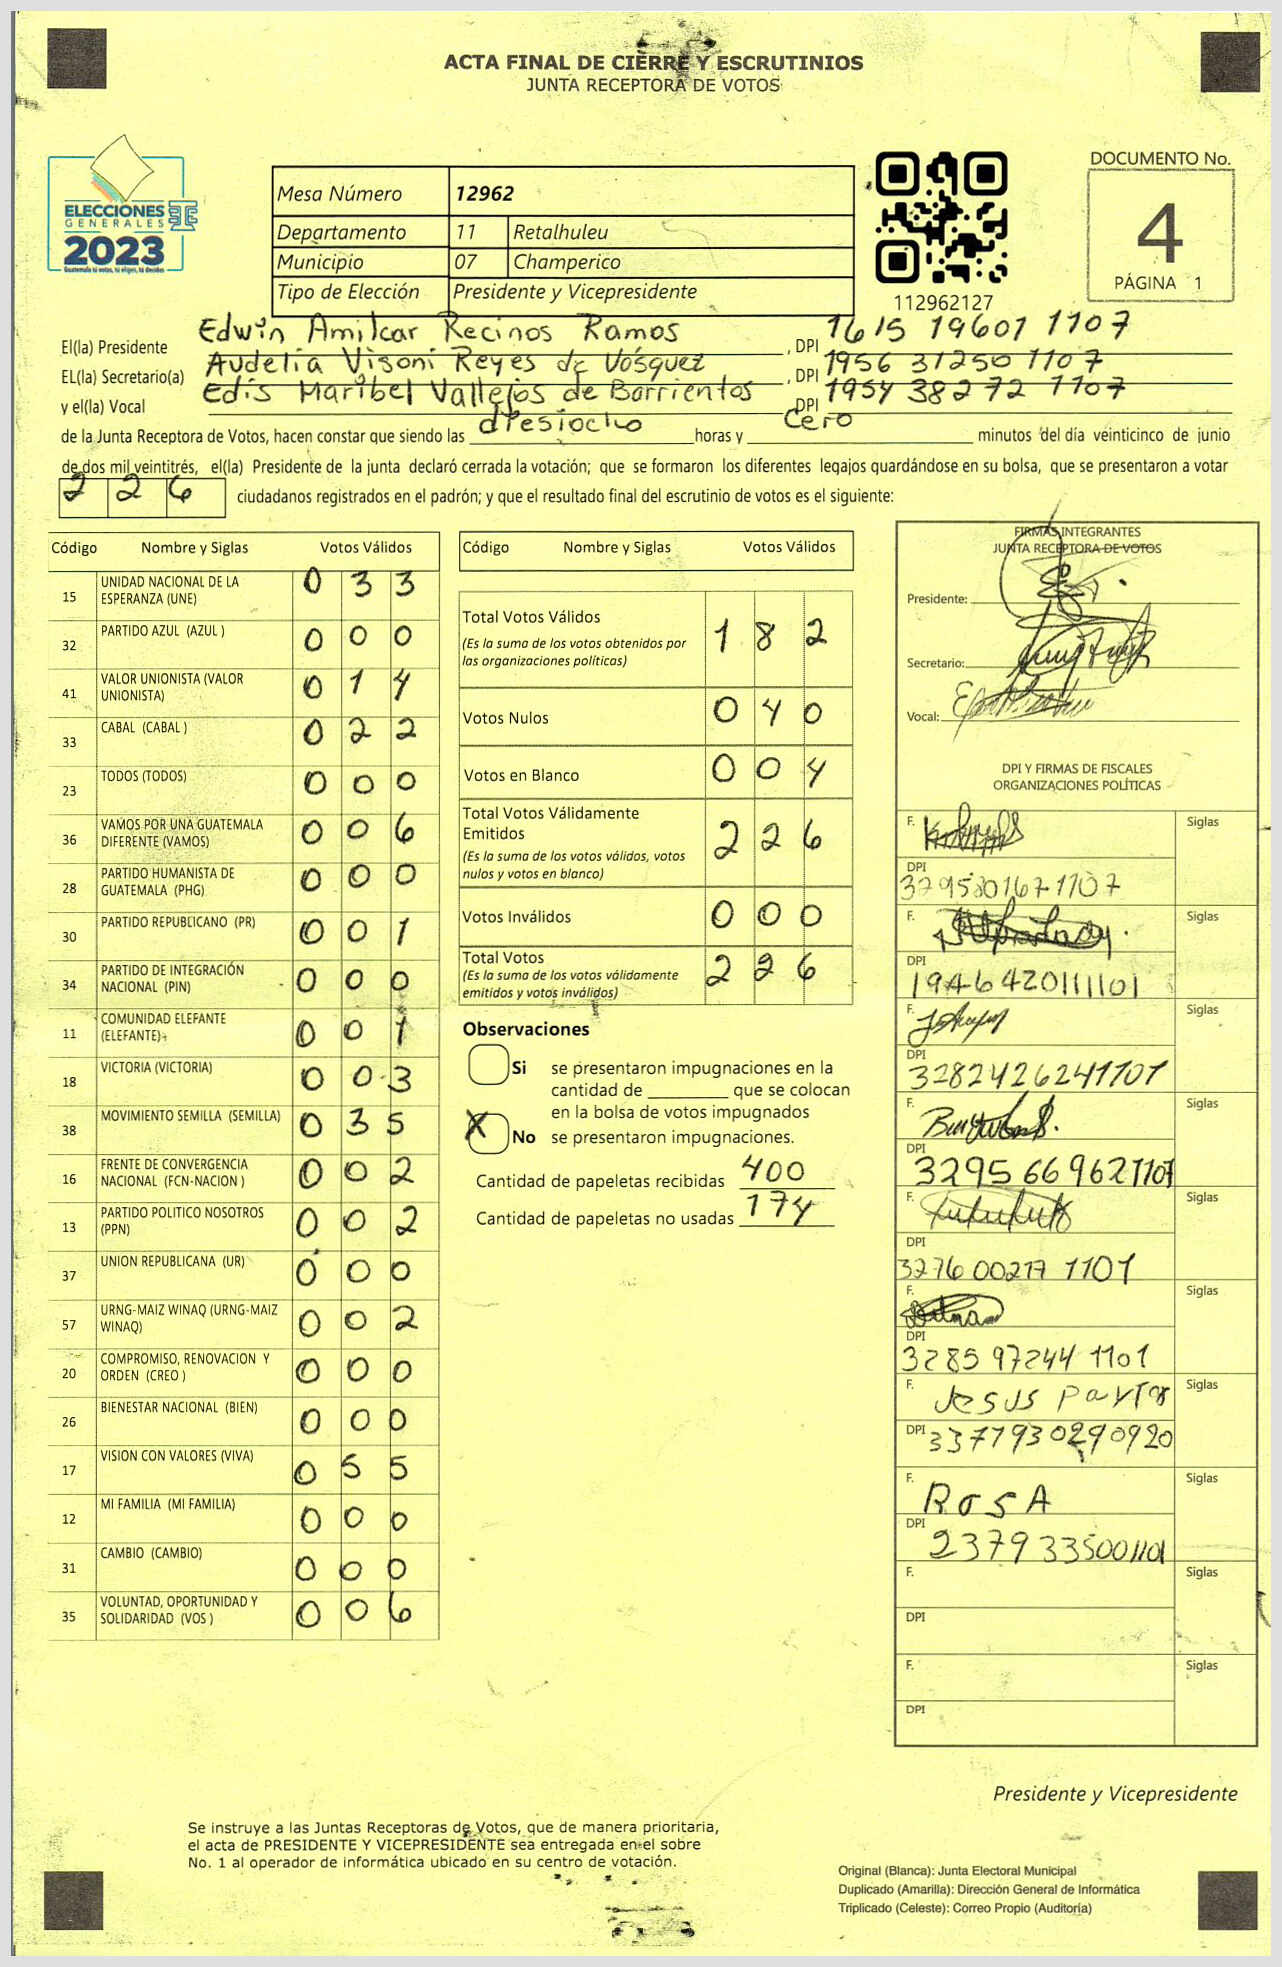 ACTA FINAL DE CIERRE Y ESCRUTINIOS
JUNTA RECEPTORA DE VOTOS
ELECCIONES
GENERALES
2023
Guatemala tú votas, tú eliges, tú decides
Mesa Número 12962
Departamento 11 Retalhuleu
Municipio 07 Champerico
Tipo de Elección Presidente y Vicepresidente
112962127
DOCUMENTO No.
4
PÁGINA 1
El(la) Presidente Edwin Amilcar Recinos Ramos , DPI 1615 19601 1107
EL(la) Secretario(a) Audelia Visoni Reyes de Vásquez , DPI 1956 31250 1107
y el(la) Vocal Edis Maribel Vallejos de Barrientos DPI 1954 38272 1107
de la Junta Receptora de Votos, hacen constar que siendo las diesiocho horas y Cero minutos del día veinticinco de junio
de dos mil veintitrés, el(la) Presidente de la junta declaró cerrada la votación; que se formaron los diferentes legajos guardándose en su bolsa, que se presentaron a votar
226 ciudadanos registrados en el padrón; y que el resultado final del escrutinio de votos es el siguiente:
Código Nombre y Siglas Votos Válidos
15 UNIDAD NACIONAL DE LA ESPERANZA (UNE) 0 3 3
32 PARTIDO AZUL (AZUL ) 0 0 0
41 VALOR UNIONISTA (VALOR UNIONISTA) 0 1 4
33 CABAL (CABAL ) 0 2 2
23 TODOS (TODOS) 0 0 0
36 VAMOS POR UNA GUATEMALA DIFERENTE (VAMOS) 0 0 6
28 PARTIDO HUMANISTA DE GUATEMALA (PHG) 0 0 0
30 PARTIDO REPUBLICANO (PR) 0 0 1
34 PARTIDO DE INTEGRACIÓN NACIONAL (PIN) 0 0 0
11 COMUNIDAD ELEFANTE (ELEFANTE) 0 0 1
18 VICTORIA (VICTORIA) 0 0 3
38 MOVIMIENTO SEMILLA (SEMILLA) 0 3 5
16 FRENTE DE CONVERGENCIA NACIONAL (FCN-NACION ) 0 0 2
13 PARTIDO POLITICO NOSOTROS (PPN) 0 0 2
37 UNION REPUBLICANA (UR) 0 0 0
57 URNG-MAIZ WINAQ (URNG-MAIZ WINAQ) 0 0 2
20 COMPROMISO, RENOVACION Y ORDEN (CREO ) 0 0 0
26 BIENESTAR NACIONAL (BIEN) 0 0 0
17 VISION CON VALORES (VIVA) 0 5 5
12 MI FAMILIA (MI FAMILIA) 0 0 0
31 CAMBIO (CAMBIO) 0 0 0
35 VOLUNTAD, OPORTUNIDAD Y SOLIDARIDAD (VOS ) 0 0 6
Código Nombre y Siglas Votos Válidos
Total Votos Válidos 1 8 2
(Es la suma de los votos obtenidos por
las organizaciones políticas)
Votos Nulos 0 4 0
Votos en Blanco 0 0 4
Total Votos Válidamente
Emitidos 2 2 6
(Es la suma de los votos válidos, votos
nulos y votos en blanco)
Votos Inválidos 0 0 0
Total Votos 2 2 6
(Es la suma de los votos válidamente
emitidos y votos inválidos)
Observaciones
Si se presentaron impugnaciones en la
cantidad de ________ que se colocan
en la bolsa de votos impugnados
X No se presentaron impugnaciones.
Cantidad de papeletas recibidas 400
Cantidad de papeletas no usadas 174
FIRMAS INTEGRANTES
JUNTA RECEPTORA DE VOTOS
Presidente:
Secretario:
Vocal:
DPI Y FIRMAS DE FISCALES
ORGANIZACIONES POLÍTICAS
F. Siglas
DPI 329580167 1107
F. Siglas
DPI 1946420111101
F. Siglas
DPI 3282426241101
F. Siglas
DPI 3295 66962 1107
F. Siglas
DPI 3276 00217 1101
F. Siglas
DPI 3285 97244 1101
F. Jesus Siglas
DPI 3377930290920
F. ROSA Siglas
DPI 2379 33500 1101
F. Siglas
DPI
F. Siglas
DPI
Presidente y Vicepresidente
Se instruye a las Juntas Receptoras de Votos, que de manera prioritaria,
el acta de PRESIDENTE Y VICEPRESIDENTE sea entregada en el sobre
No. 1 al operador de informática ubicado en su centro de votación.
Original (Blanca): Junta Electoral Municipal
Duplicado (Amarilla): Dirección General de Informática
Triplicado (Celeste): Correo Propio (Auditoría)